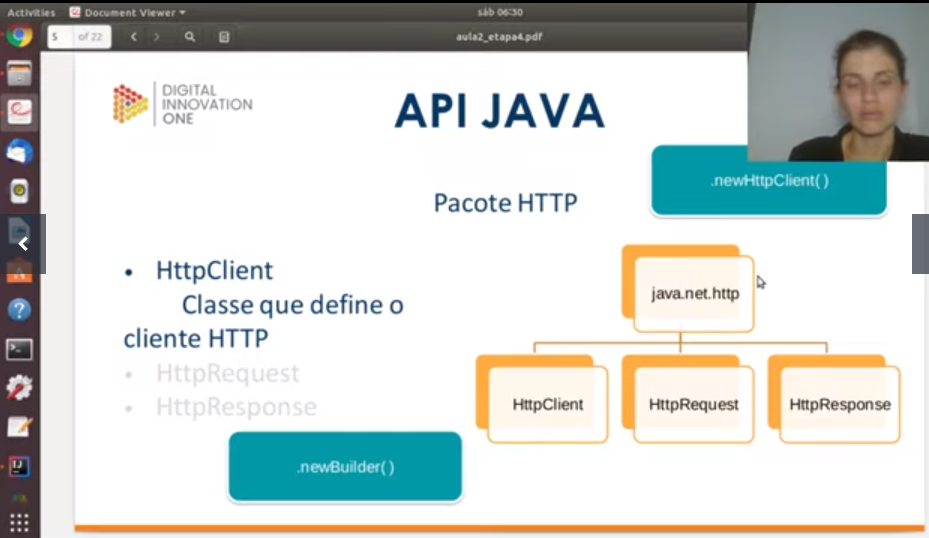 Activities
Document Viewer
sáb 06:30
5
of 22
aula2_etapa4.pdf
DIGITAL
INNOVATION
ONE
API JAVA
.newHttpClient( )
Pacote HTTP
• HttpClient
Classe que define o
cliente HTTP
• HttpRequest
• HttpResponse
java.net.http
HttpClient
HttpRequest
HttpResponse
.newBuilder( )